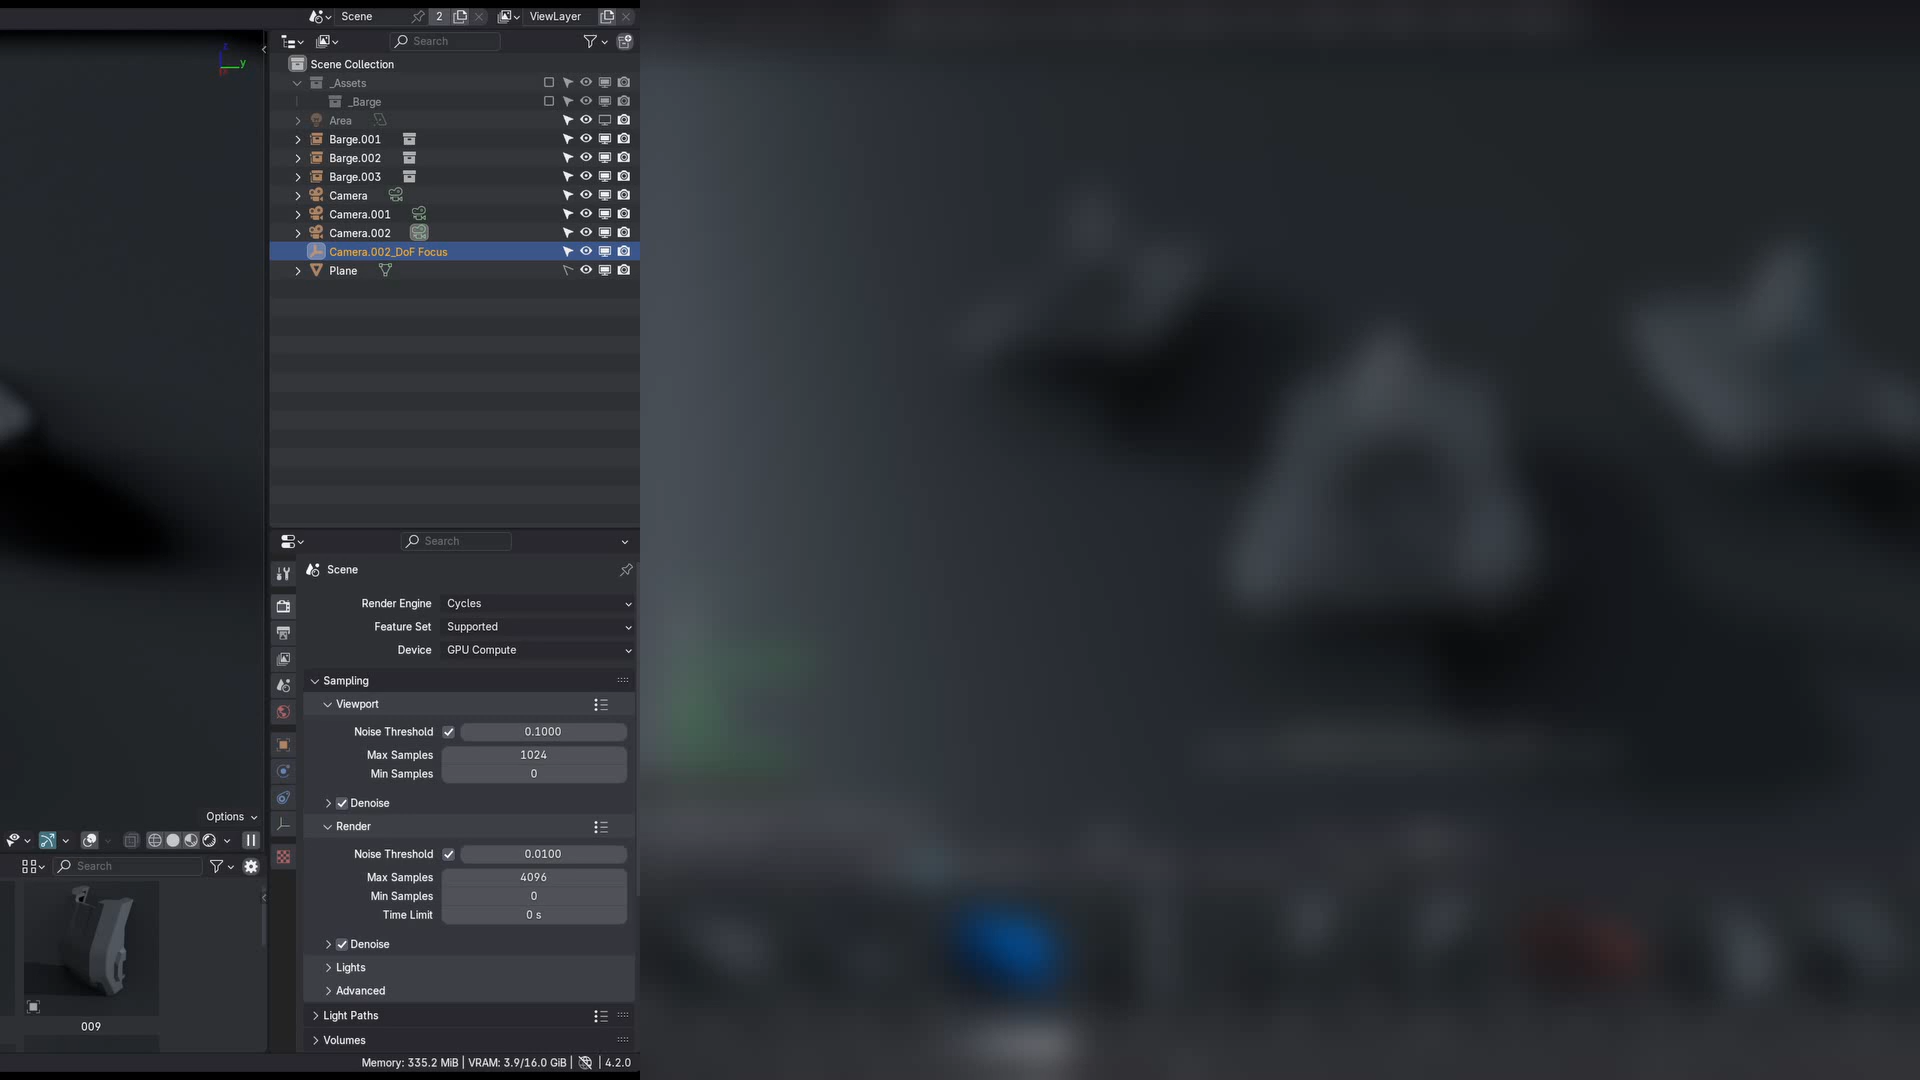 Scene
2
ViewLayer
Search
z
y
Scene Collection
_Assets
_Barge
Area
Barge.001
Barge.002
Barge.003
Camera
Camera.001
Camera.002
Camera.002_DoF Focus
Plane
Search
Scene
Render Engine Cycles
Feature Set Supported
Device GPU Compute
Sampling
Viewport
Noise Threshold 0.1000
Max Samples 1024
Min Samples 0
Denoise
Render
Noise Threshold 0.0100
Max Samples 4096
Min Samples 0
Time Limit 0 s
Denoise
Lights
Advanced
Light Paths
Volumes
Options
Search
009
Memory: 335.2 MiB | VRAM: 3.9/16.0 GiB | 4.2.0